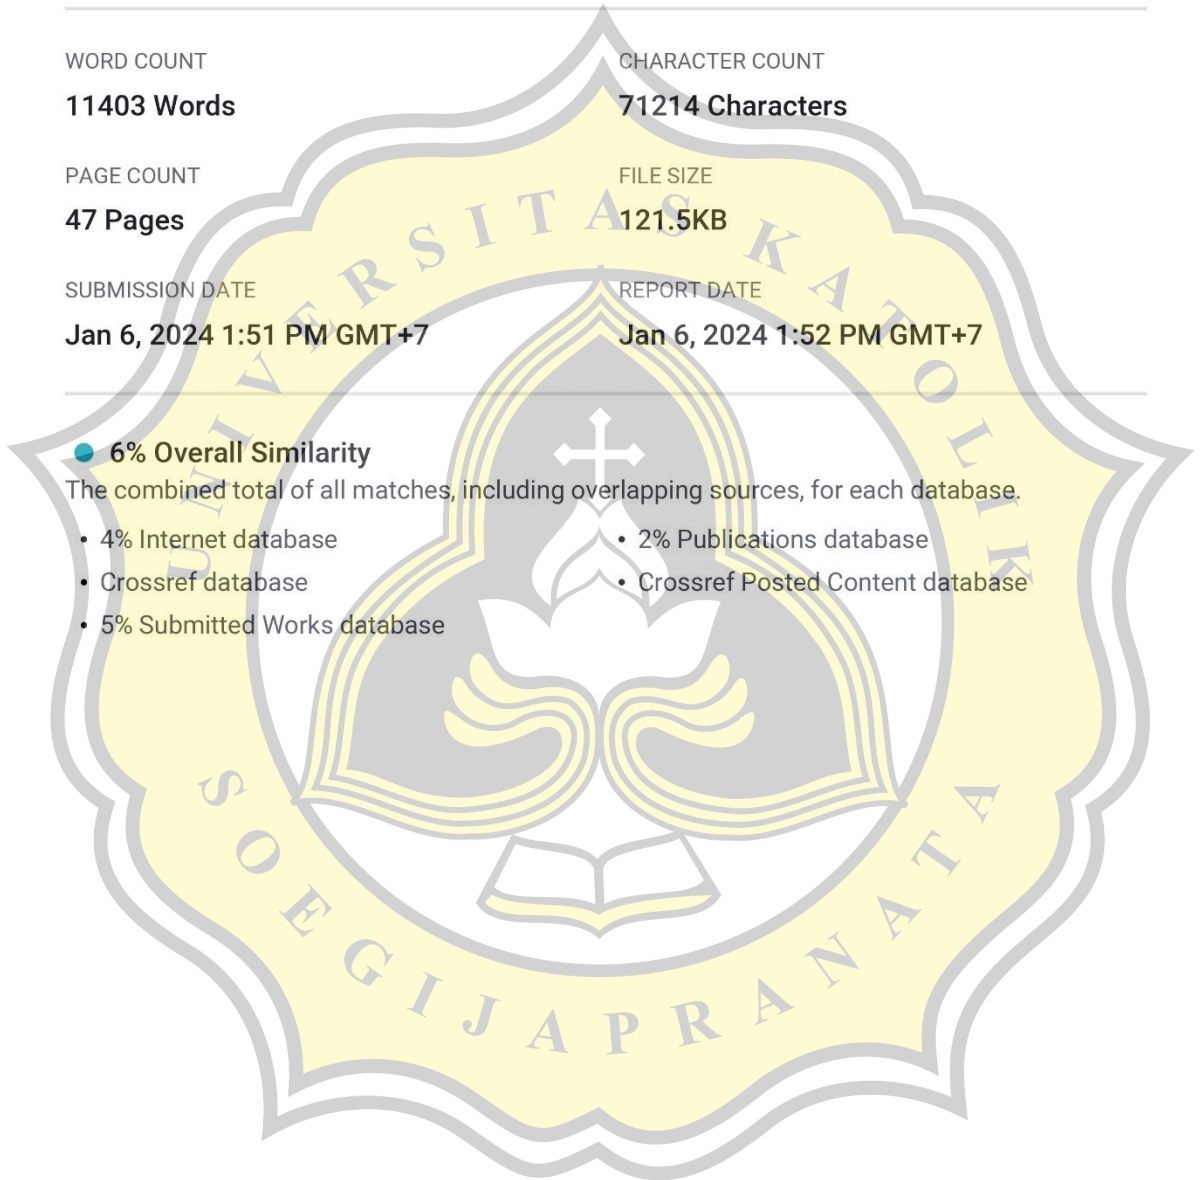 WORD COUNT
11403 Words
CHARACTER COUNT
71214 Characters
PAGE COUNT
47 Pages
FILE SIZE
121.5KB
SUBMISSION DATE
Jan 6, 2024 1:51 PM GMT+7
REPORT DATE
Jan 6, 2024 1:52 PM GMT+7
6% Overall Similarity
The combined total of all matches, including overlapping sources, for each database.
• 4% Internet database
• 2% Publications database
• Crossref database
• Crossref Posted Content database
• 5% Submitted Works database
UNIVERSITAS KATOLIK
SOEGIJAPRANATA